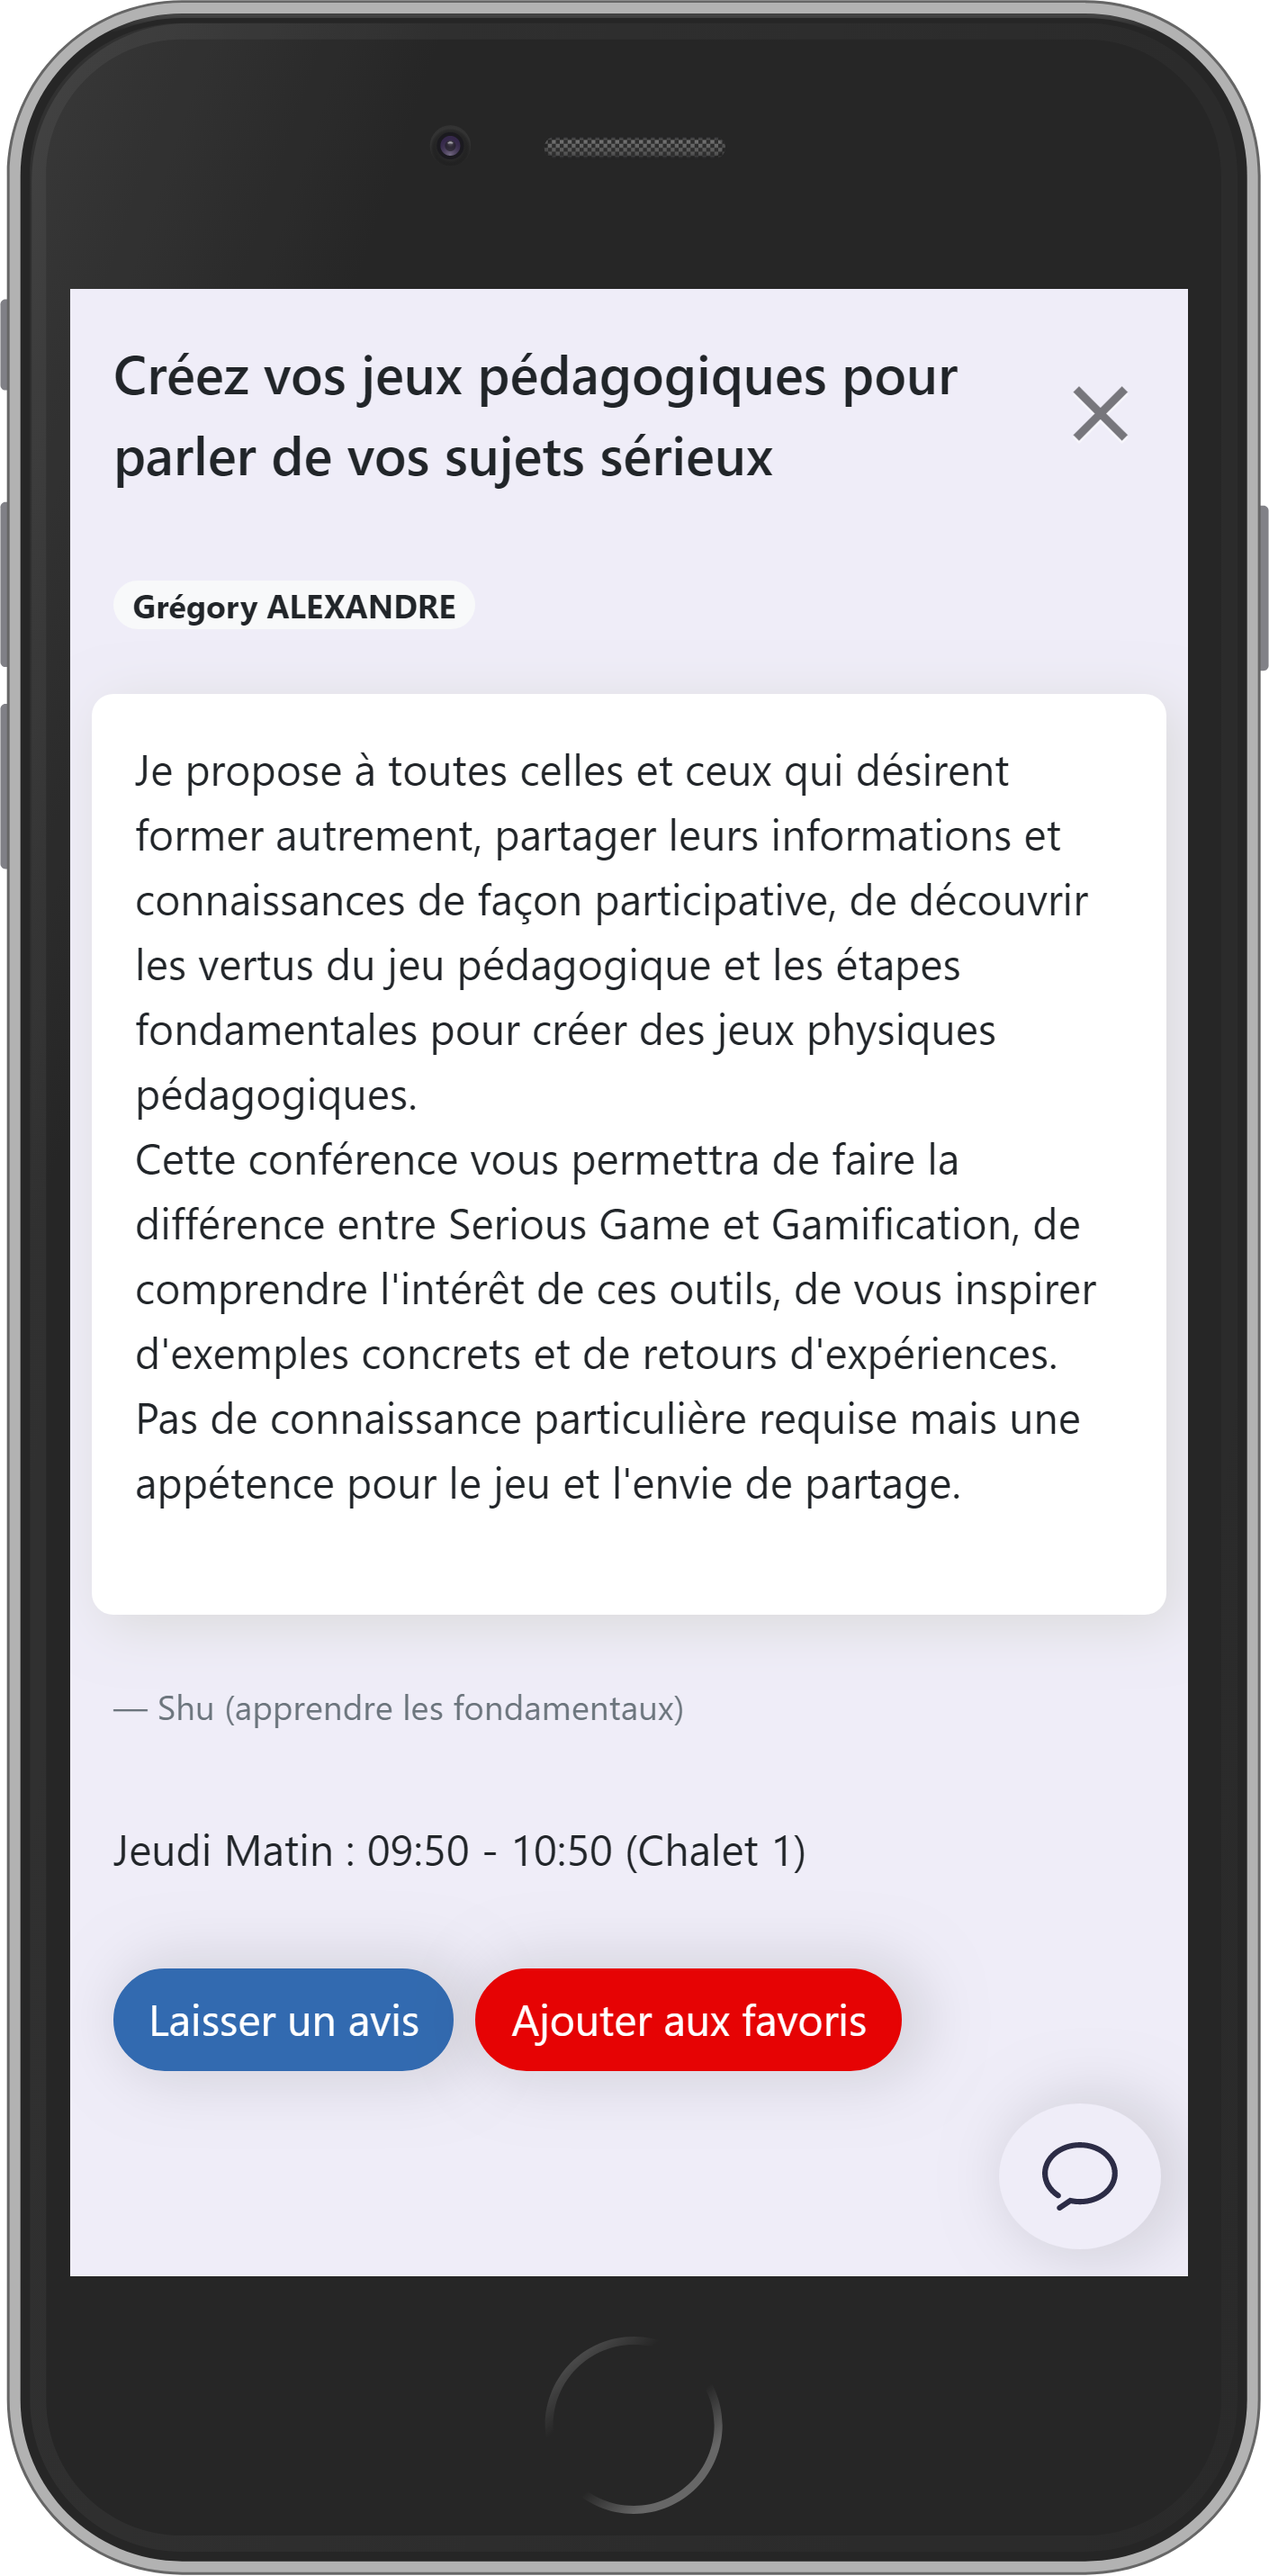 Créez vos jeux pédagogiques pour
parler de vos sujets sérieux
Grégory ALEXANDRE
Je propose à toutes celles et ceux qui désirent
former autrement, partager leurs informations et
connaissances de façon participative, de découvrir
les vertus du jeu pédagogique et les étapes
fondamentales pour créer des jeux physiques
pédagogiques.
Cette conférence vous permettra de faire la
différence entre Serious Game et Gamification, de
comprendre l'intérêt de ces outils, de vous inspirer
d'exemples concrets et de retours d'expériences.
Pas de connaissance particulière requise mais une
appétence pour le jeu et l'envie de partage.
— Shu (apprendre les fondamentaux)
Jeudi Matin : 09:50 - 10:50 (Chalet 1)
Laisser un avis Ajouter aux favoris